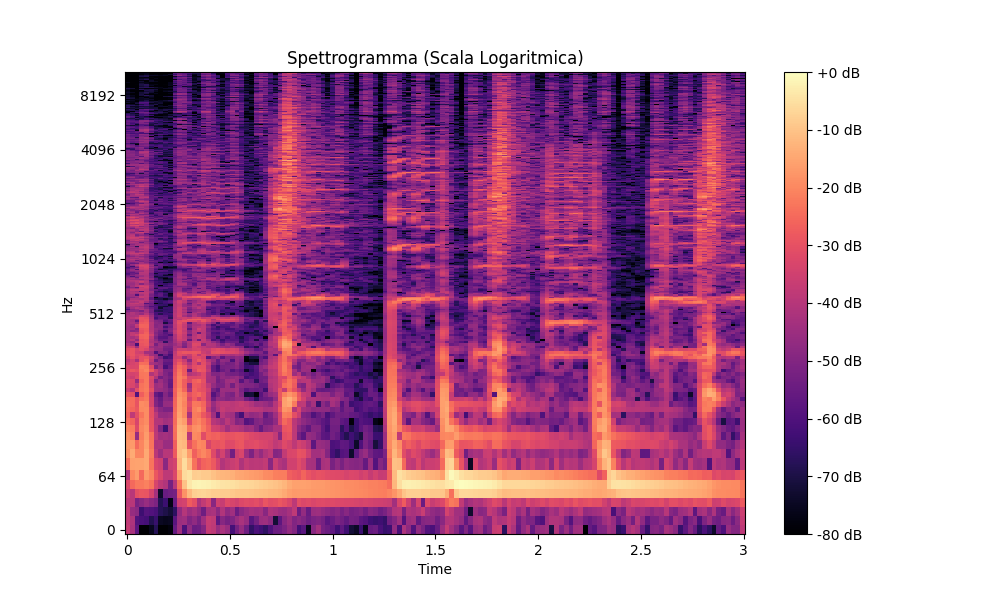 Spettrogramma (Scala Logaritmica)
Hz
8192
4096
2048
1024
512
256
128
64
0
0 0.5 1 1.5 2 2.5 3
Time
+0 dB
-10 dB
-20 dB
-30 dB
-40 dB
-50 dB
-60 dB
-70 dB
-80 dB